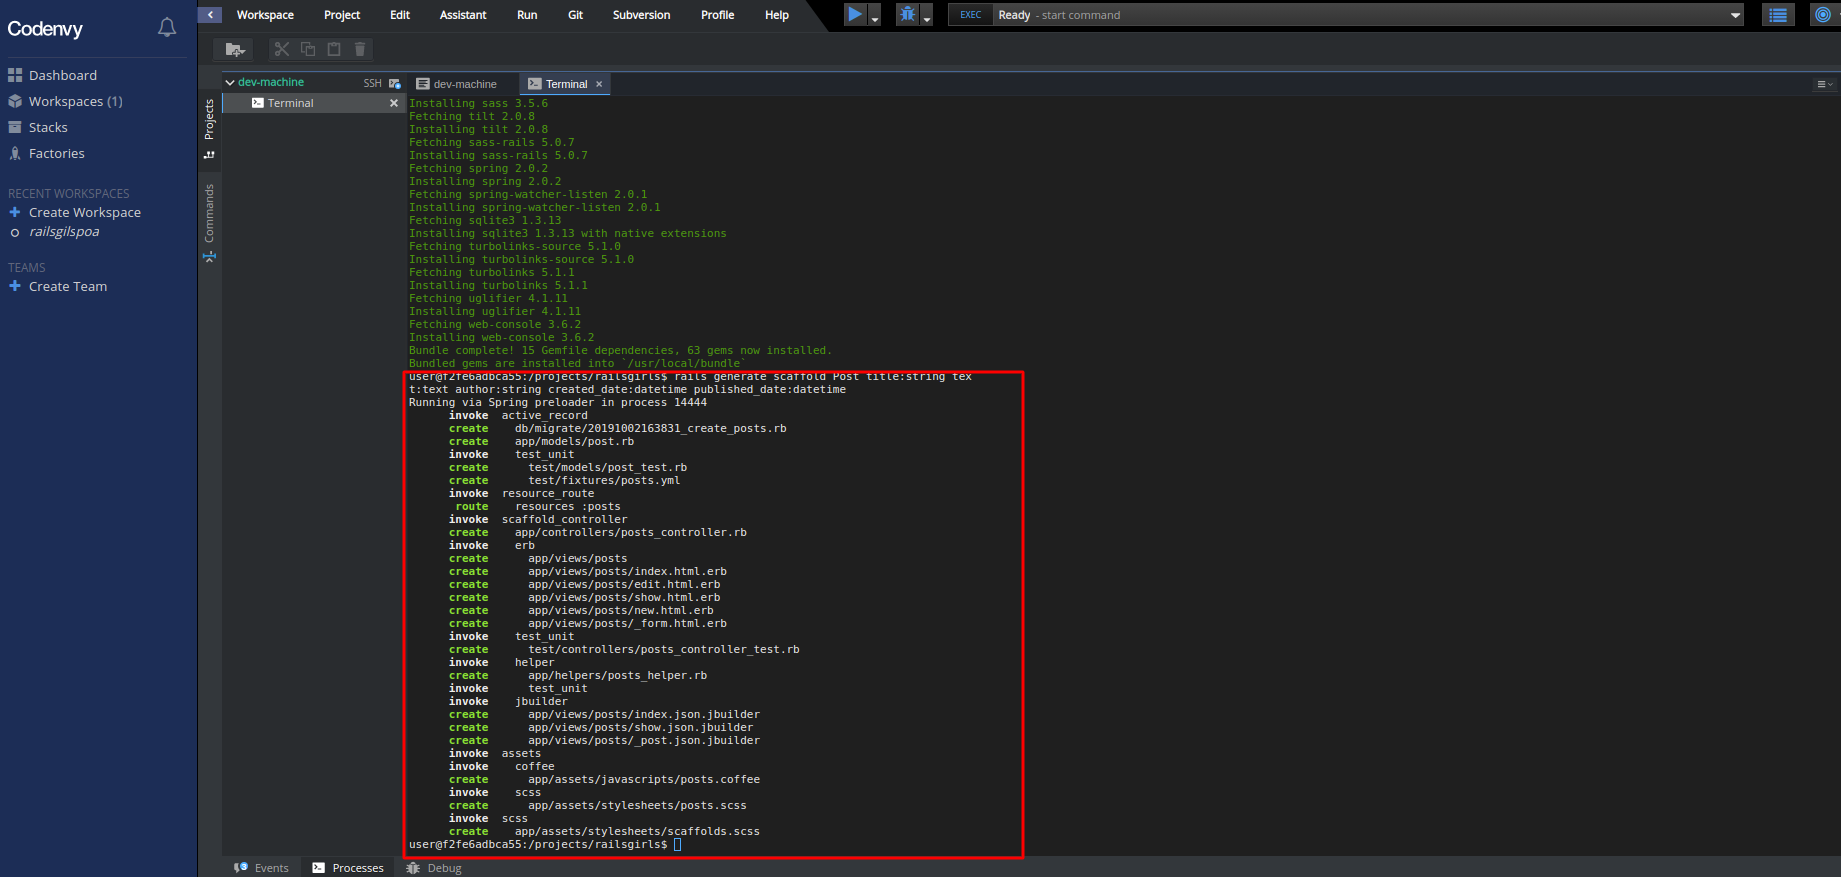 Codenvy
Dashboard
Workspaces (1)
Stacks
Factories
RECENT WORKSPACES
Create Workspace
railsgilspoa
TEAMS
Create Team
Workspace Project Edit Assistant Run Git Subversion Profile Help
EXEC Ready - start command
Projects
Commands
dev-machine SSH
Terminal
dev-machine Terminal
Installing sass 3.5.6
Fetching tilt 2.0.8
Installing tilt 2.0.8
Fetching sass-rails 5.0.7
Installing sass-rails 5.0.7
Fetching spring 2.0.2
Installing spring 2.0.2
Fetching spring-watcher-listen 2.0.1
Installing spring-watcher-listen 2.0.1
Fetching sqlite3 1.3.13
Installing sqlite3 1.3.13 with native extensions
Fetching turbolinks-source 5.1.0
Installing turbolinks-source 5.1.0
Fetching turbolinks 5.1.1
Installing turbolinks 5.1.1
Fetching uglifier 4.1.11
Installing uglifier 4.1.11
Fetching web-console 3.6.2
Installing web-console 3.6.2
Bundle complete! 15 Gemfile dependencies, 63 gems now installed.
Bundled gems are installed into `/usr/local/bundle`
user@f2fe6adbca55:/projects/railsgirls$ rails generate scaffold Post title:string tex
t:text author:string created_date:datetime published_date:datetime
Running via Spring preloader in process 14444
invoke active_record
create db/migrate/20191002163831_create_posts.rb
create app/models/post.rb
invoke test_unit
create test/models/post_test.rb
create test/fixtures/posts.yml
invoke resource_route
route resources :posts
invoke scaffold_controller
create app/controllers/posts_controller.rb
invoke erb
create app/views/posts
create app/views/posts/index.html.erb
create app/views/posts/edit.html.erb
create app/views/posts/show.html.erb
create app/views/posts/new.html.erb
create app/views/posts/_form.html.erb
invoke test_unit
create test/controllers/posts_controller_test.rb
invoke helper
create app/helpers/posts_helper.rb
invoke test_unit
invoke jbuilder
create app/views/posts/index.json.jbuilder
create app/views/posts/show.json.jbuilder
create app/views/posts/_post.json.jbuilder
invoke assets
invoke coffee
create app/assets/javascripts/posts.coffee
invoke scss
create app/assets/stylesheets/posts.scss
invoke scss
create app/assets/stylesheets/scaffolds.scss
user@f2fe6adbca55:/projects/railsgirls$
3 Events Processes Debug